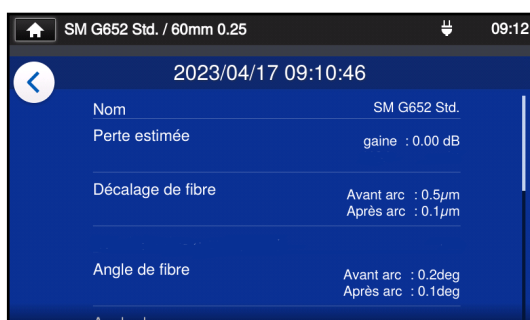 SM G652 Std. / 60mm 0.25 09:12
2023/04/17 09:10:46
Nom SM G652 Std.
Perte estimée gaine : 0.00 dB
Décalage de fibre Avant arc : 0.5µm
Après arc : 0.1µm
Angle de fibre Avant arc : 0.2deg
Après arc : 0.1deg